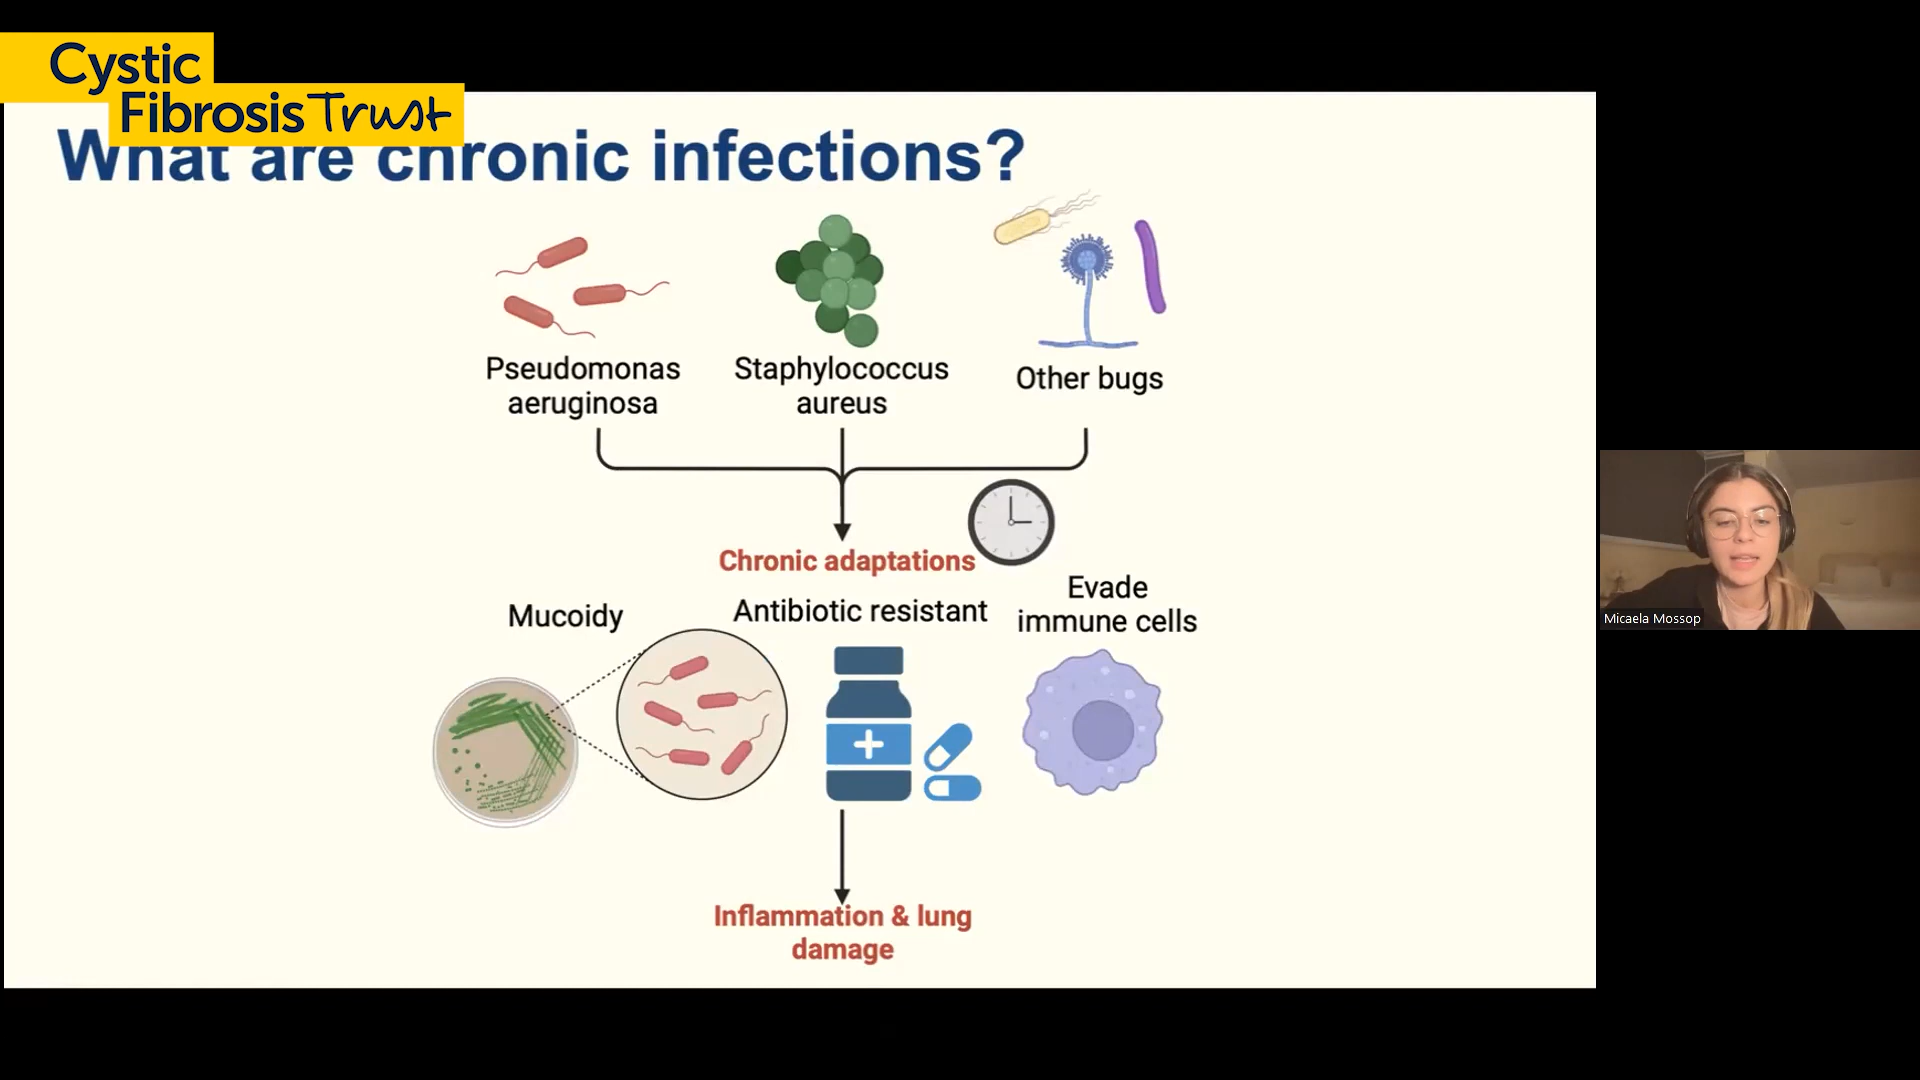 Cystic
Fibrosis Trust
What are chronic infections?
Pseudomonas
aeruginosa
Staphylococcus
aureus
Other bugs
Chronic adaptations
Mucoidy
Antibiotic resistant
Evade
immune cells
Inflammation & lung
damage
Micaela Mossop